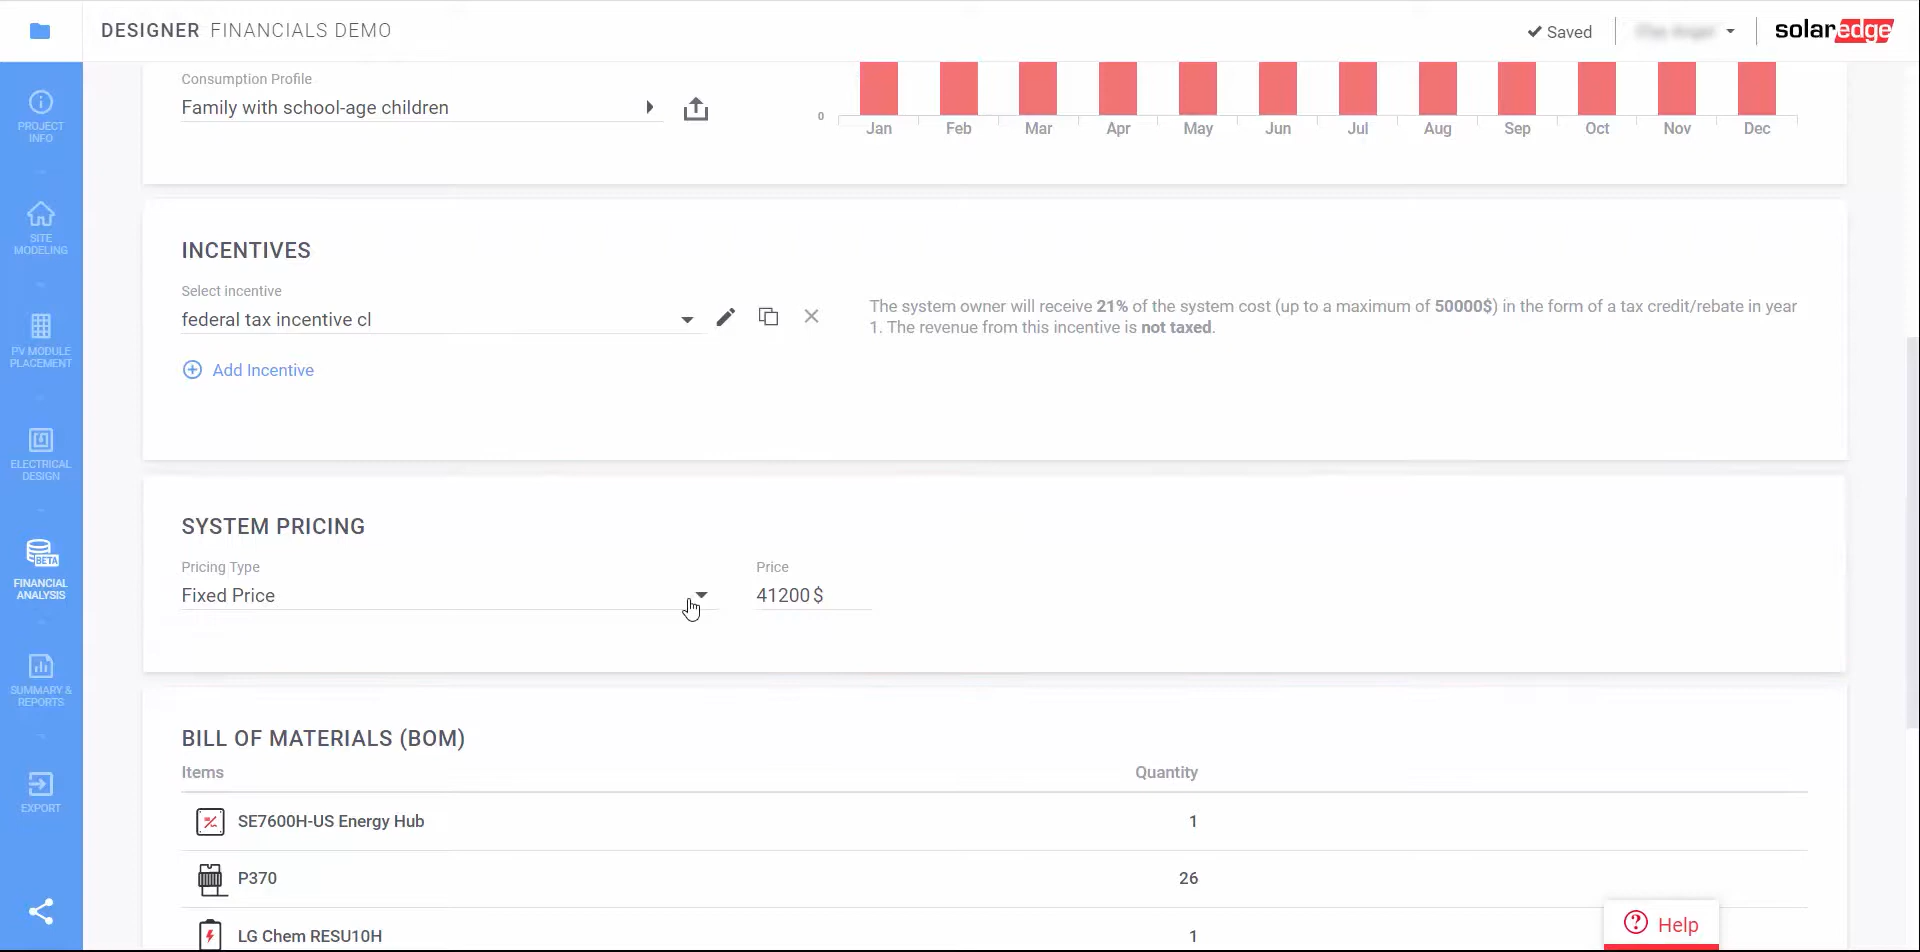 DESIGNER FINANCIALS DEMO
Saved
solaredge
PROJECT
INFO
SITE
MODELING
PV MODULE
PLACEMENT
ELECTRICAL
DESIGN
BETA
FINANCIAL
ANALYSIS
SUMMARY &
REPORTS
EXPORT
Consumption Profile
Family with school-age children
0
Jan Feb Mar Apr May Jun Jul Aug Sep Oct Nov Dec
INCENTIVES
Select incentive
federal tax incentive cl
The system owner will receive 21% of the system cost (up to a maximum of 50000$) in the form of a tax credit/rebate in year
1. The revenue from this incentive is not taxed.
Add Incentive
SYSTEM PRICING
Pricing Type Price
Fixed Price 41200$
BILL OF MATERIALS (BOM)
Items Quantity
SE7600H-US Energy Hub 1
P370 26
LG Chem RESU10H 1
Help